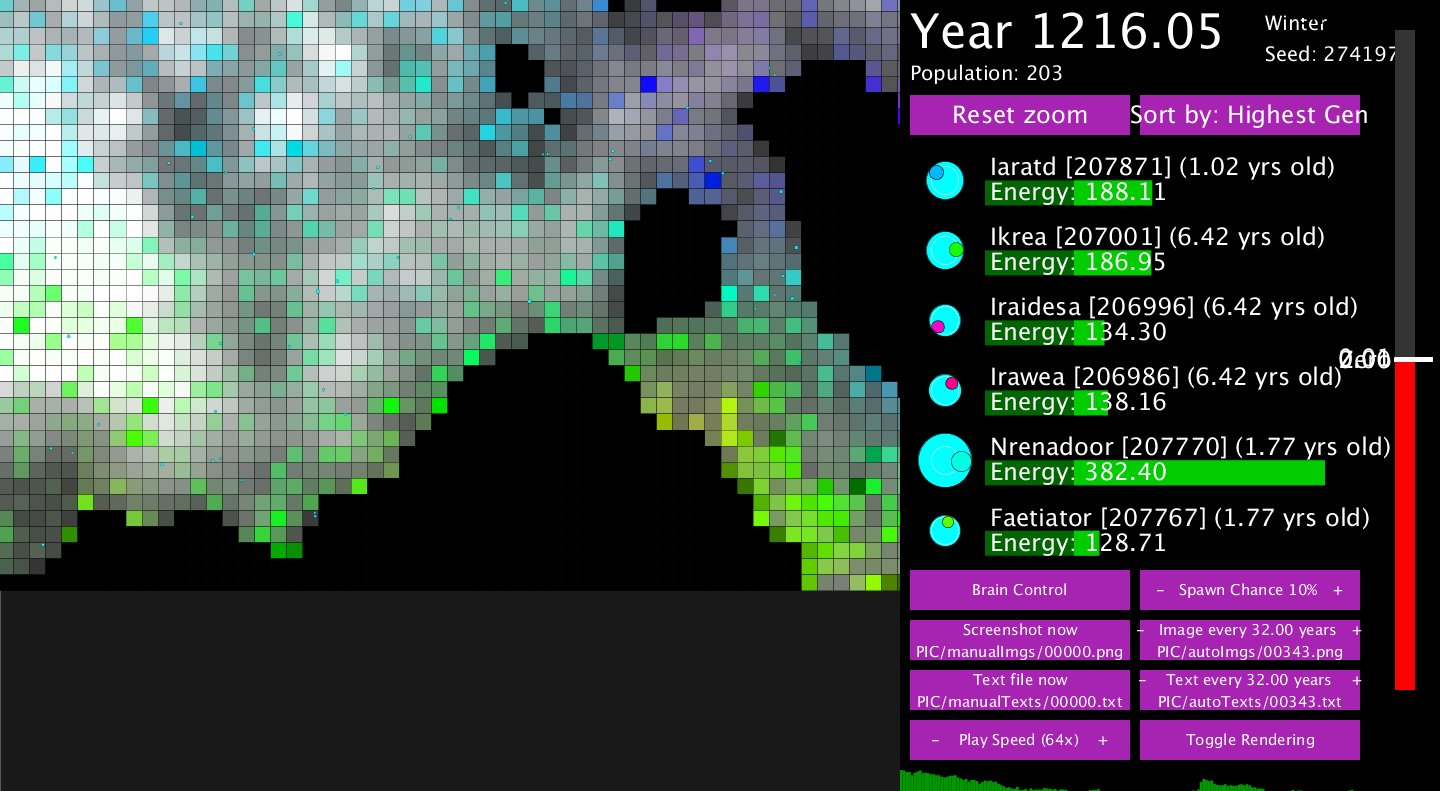 Year 1216.05
Winter
Seed: 274197
Population: 203
Reset zoom
Sort by: Highest Gen
Iaratd [207871] (1.02 yrs old)
Energy: 188.11
Ikrea [207001] (6.42 yrs old)
Energy: 186.95
Iraidesa [206996] (6.42 yrs old)
Energy: 134.30
Irawea [206986] (6.42 yrs old)
Energy: 138.16
Nrenadoor [207770] (1.77 yrs old)
Energy: 382.40
Faetiator [207767] (1.77 yrs old)
Energy: 128.71
Brain Control
- Spawn Chance 10% +
Screenshot now
PIC/manualImgs/00000.png
- Image every 32.00 years +
PIC/autoImgs/00343.png
Text file now
PIC/manualTexts/00000.txt
- Text every 32.00 years +
PIC/autoTexts/00343.txt
- Play Speed (64x) +
Toggle Rendering